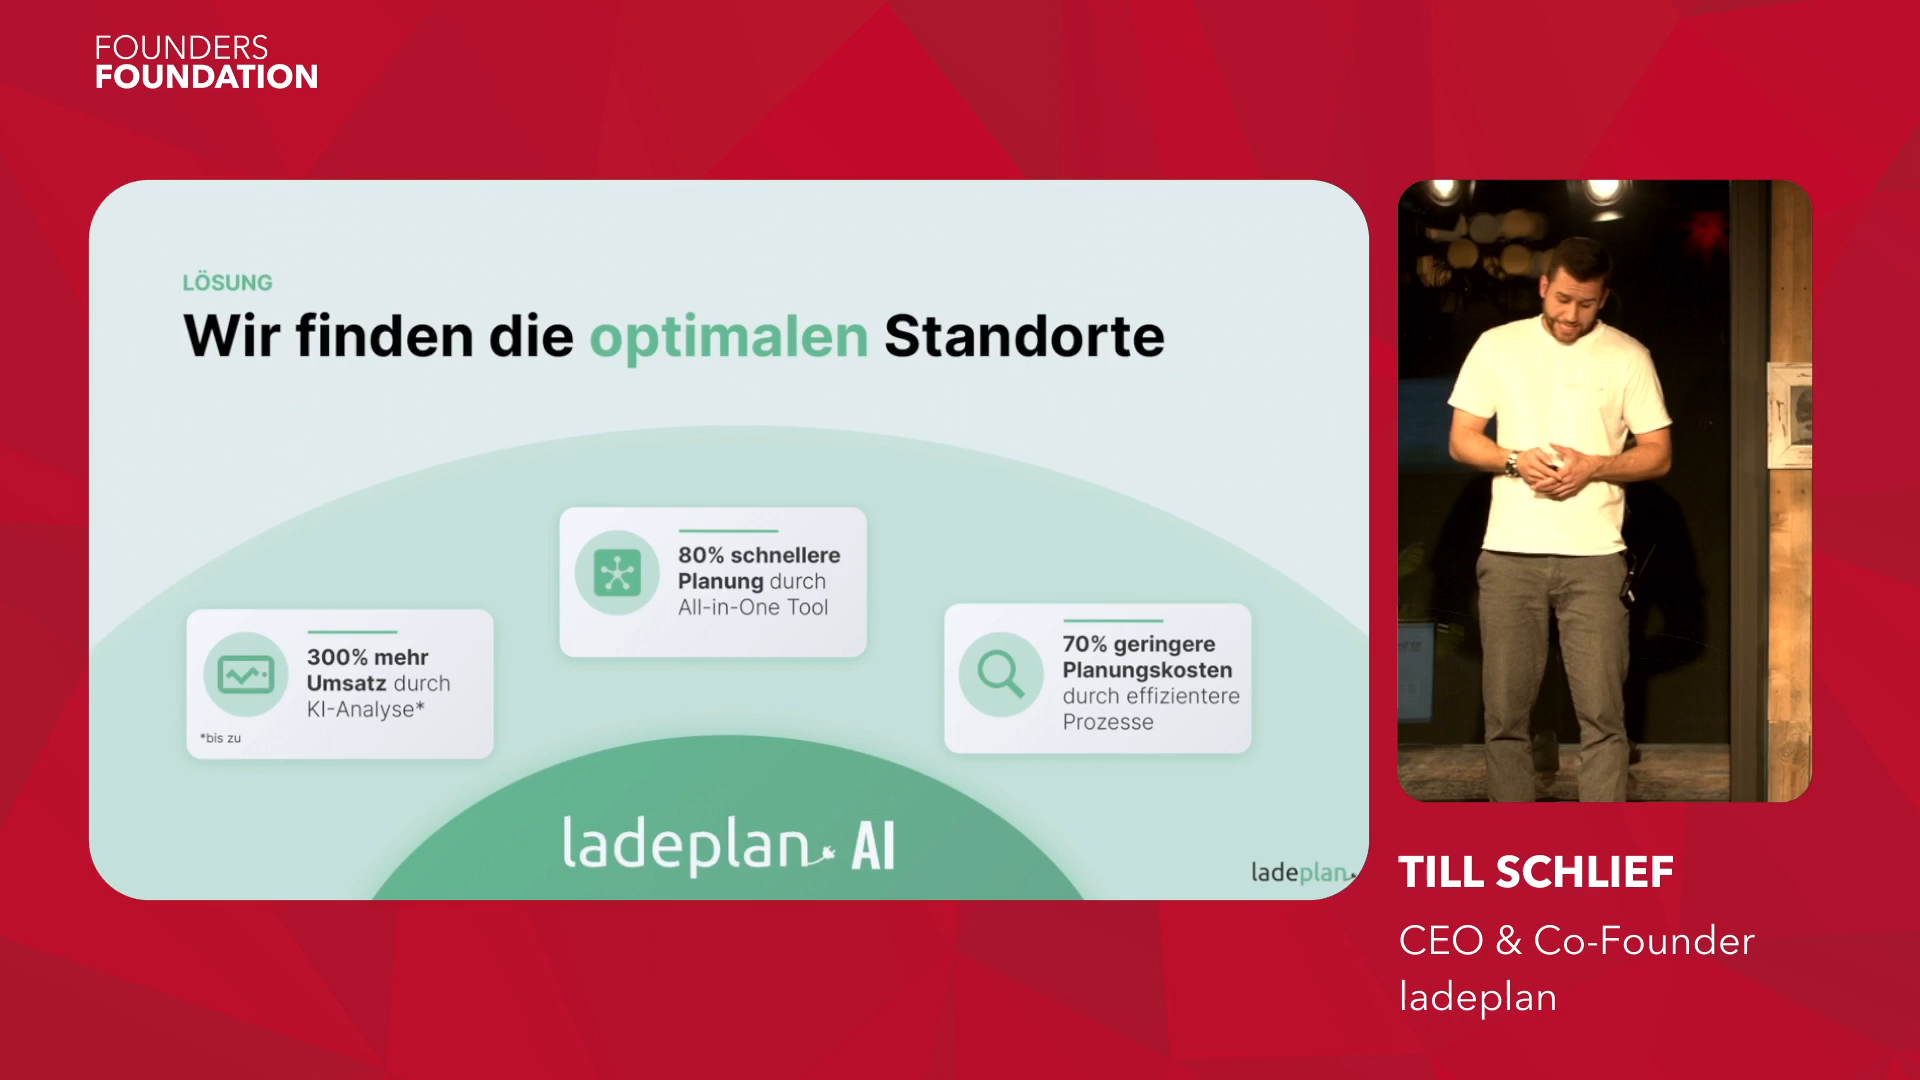 FOUNDERS
FOUNDATION
LÖSUNG
Wir finden die optimalen Standorte
80% schnellere
Planung durch
All-in-One Tool
300% mehr
Umsatz durch
KI-Analyse*
*bis zu
70% geringere
Planungskosten
durch effizientere
Prozesse
ladeplan AI
ladeplan
TILL SCHLIEF
CEO & Co-Founder
ladeplan